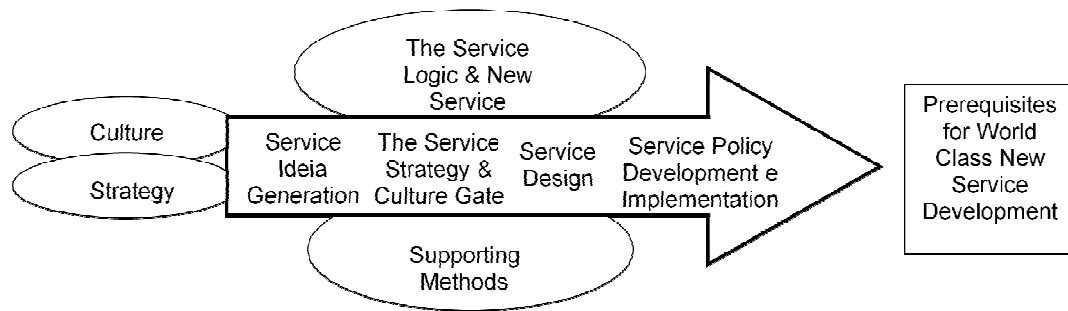 The Service
Logic & New
Service
Culture
Strategy
Service
Ideia
Generation
The Service
Strategy &
Culture Gate
Service
Design
Service Policy
Development e
Implementation
Supporting
Methods
Prerequisites
for World
Class New
Service
Development